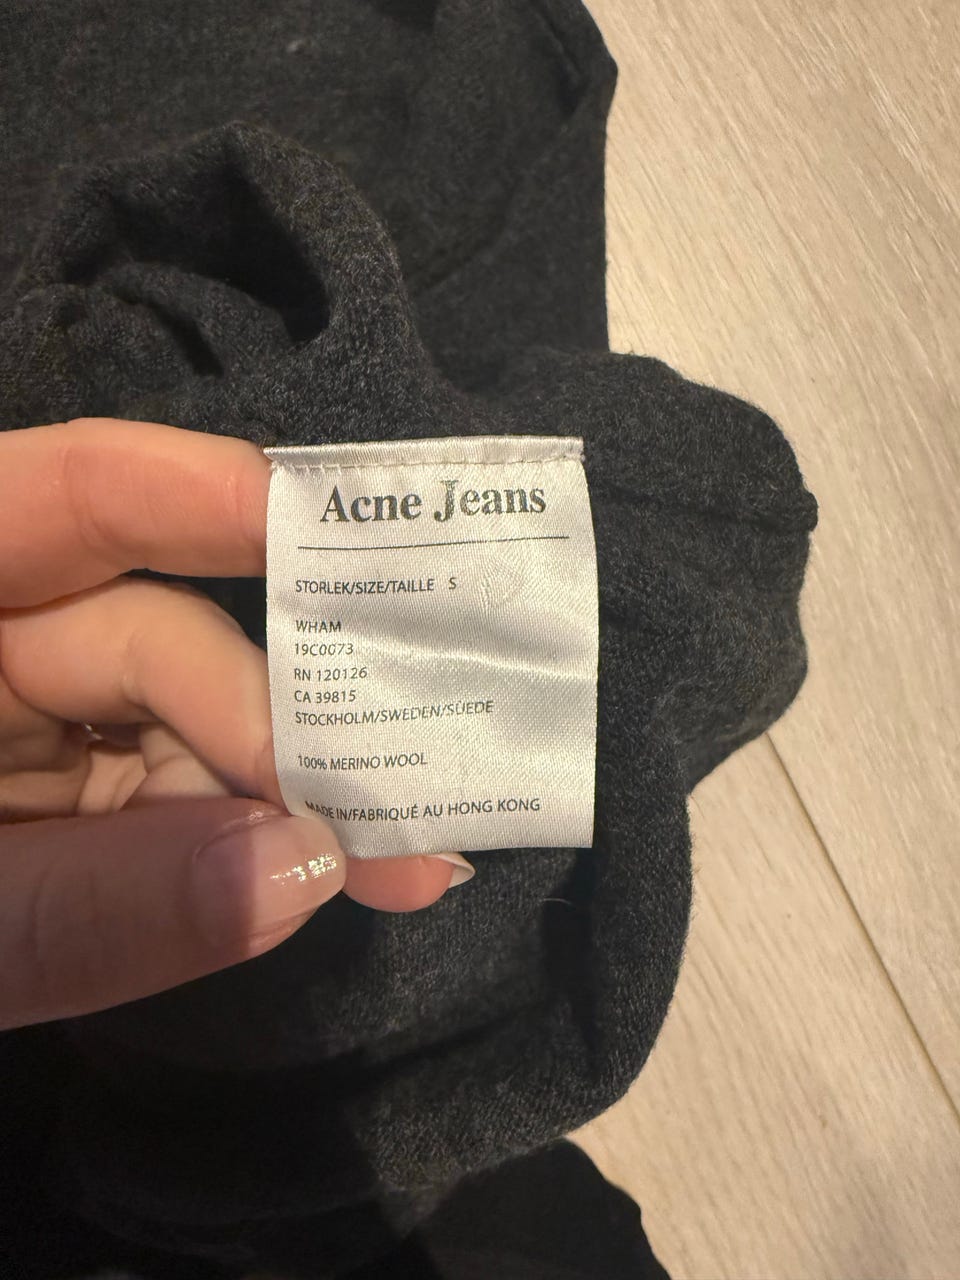 Acne Jeans
STORLEK/SIZE/TAILLE S
WHAM
19C0073
RN 120126
CA 39815
STOCKHOLM/SWEDEN/SUEDE
100% MERINO WOOL
MADE IN/FABRIQUÉ AU HONG KONG